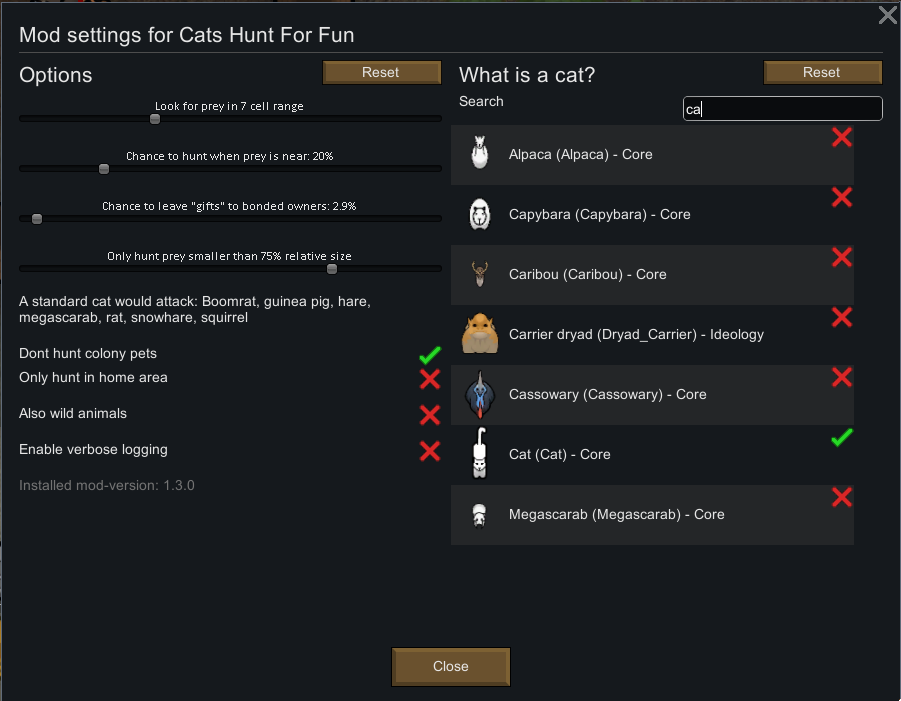 Mod settings for Cats Hunt For Fun
Options
Reset
Look for prey in 7 cell range
Chance to hunt when prey is near: 20%
Chance to leave "gifts" to bonded owners: 2.9%
Only hunt prey smaller than 75% relative size
A standard cat would attack: Boomrat, guinea pig, hare,
megascarab, rat, snowhare, squirrel
Dont hunt colony pets
Only hunt in home area
Also wild animals
Enable verbose logging
Installed mod-version: 1.3.0
What is a cat?
Reset
Search
ca
Alpaca (Alpaca) - Core
Capybara (Capybara) - Core
Caribou (Caribou) - Core
Carrier dryad (Dryad_Carrier) - Ideology
Cassowary (Cassowary) - Core
Cat (Cat) - Core
Megascarab (Megascarab) - Core
Close